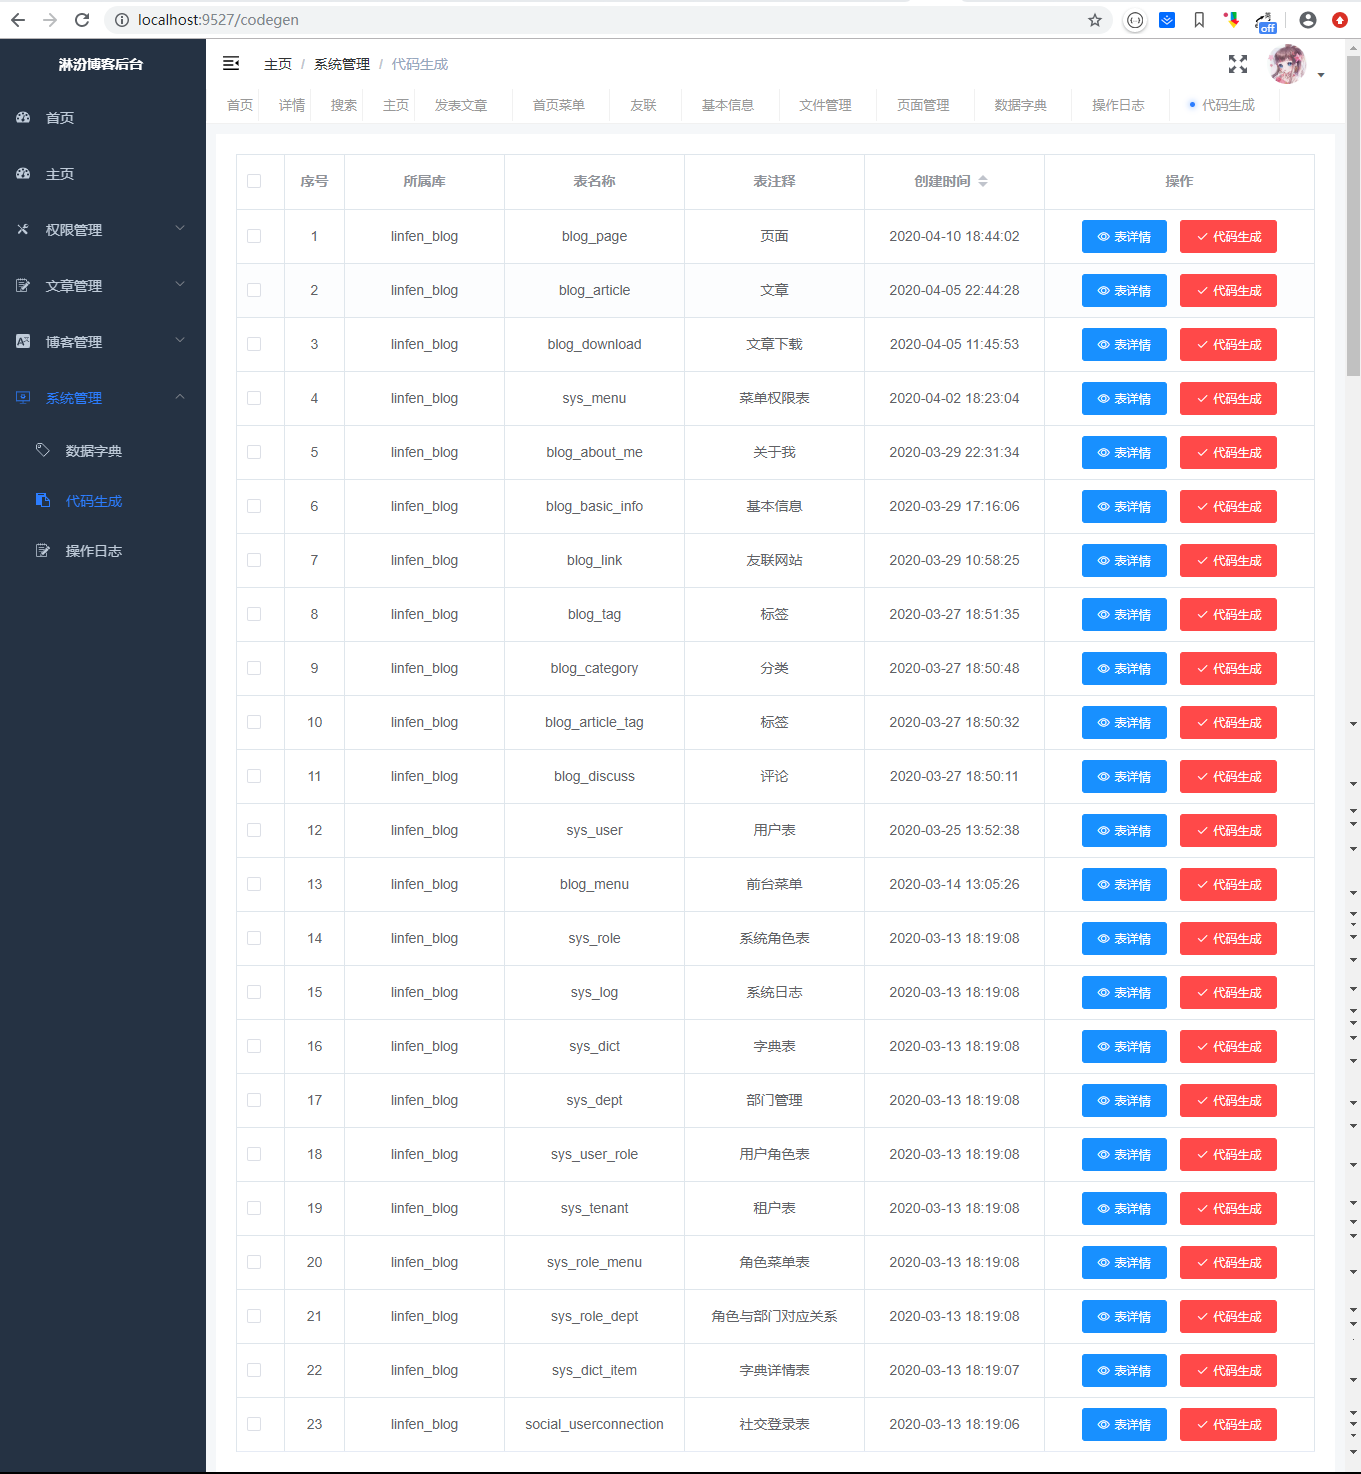 localhost:9527/codegen
off
淋汾博客后台
首页
主页
权限管理
文章管理
博客管理
系统管理
数据字典
代码生成
操作日志
主页 / 系统管理 / 代码生成
首页 详情 搜索 主页 发表文章 首页菜单 友联 基本信息 文件管理 页面管理 数据字典 操作日志 代码生成
序号 所属库 表名称 表注释 创建时间 操作
1 linfen_blog blog_page 页面 2020-04-10 18:44:02 表详情 代码生成
2 linfen_blog blog_article 文章 2020-04-05 22:44:28 表详情 代码生成
3 linfen_blog blog_download 文章下载 2020-04-05 11:45:53 表详情 代码生成
4 linfen_blog sys_menu 菜单权限表 2020-04-02 18:23:04 表详情 代码生成
5 linfen_blog blog_about_me 关于我 2020-03-29 22:31:34 表详情 代码生成
6 linfen_blog blog_basic_info 基本信息 2020-03-29 17:16:06 表详情 代码生成
7 linfen_blog blog_link 友联网站 2020-03-29 10:58:25 表详情 代码生成
8 linfen_blog blog_tag 标签 2020-03-27 18:51:35 表详情 代码生成
9 linfen_blog blog_category 分类 2020-03-27 18:50:48 表详情 代码生成
10 linfen_blog blog_article_tag 标签 2020-03-27 18:50:32 表详情 代码生成
11 linfen_blog blog_discuss 评论 2020-03-27 18:50:11 表详情 代码生成
12 linfen_blog sys_user 用户表 2020-03-25 13:52:38 表详情 代码生成
13 linfen_blog blog_menu 前台菜单 2020-03-14 13:05:26 表详情 代码生成
14 linfen_blog sys_role 系统角色表 2020-03-13 18:19:08 表详情 代码生成
15 linfen_blog sys_log 系统日志 2020-03-13 18:19:08 表详情 代码生成
16 linfen_blog sys_dict 字典表 2020-03-13 18:19:08 表详情 代码生成
17 linfen_blog sys_dept 部门管理 2020-03-13 18:19:08 表详情 代码生成
18 linfen_blog sys_user_role 用户角色表 2020-03-13 18:19:08 表详情 代码生成
19 linfen_blog sys_tenant 租户表 2020-03-13 18:19:08 表详情 代码生成
20 linfen_blog sys_role_menu 角色菜单表 2020-03-13 18:19:08 表详情 代码生成
21 linfen_blog sys_role_dept 角色与部门对应关系 2020-03-13 18:19:08 表详情 代码生成
22 linfen_blog sys_dict_item 字典详情表 2020-03-13 18:19:07 表详情 代码生成
23 linfen_blog social_userconnection 社交登录表 2020-03-13 18:19:06 表详情 代码生成